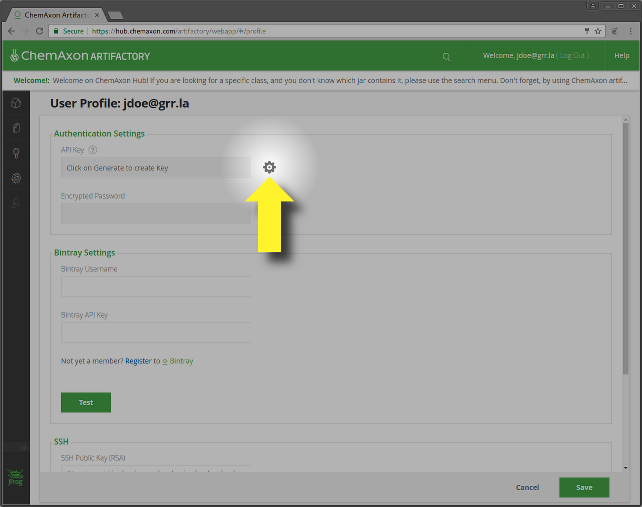 ChemAxon Artifactory
Secure
https://hub.chemaxon.com/artifactory/webapp/#/profile
ChemAxon ARTIFACTORY
Welcome, jdoe@grr.la ( Log Out )
Help
Welcome!: Welcome on ChemAxon Hub! If you are looking for a specific class, and you don't know which jar contains it, please use the search menu. Don't forget, by using ChemAxon artif...
User Profile: jdoe@grr.la
Authentication Settings
API Key ?
Click on Generate to create Key
Encrypted Password
Bintray Settings
Bintray Username
Bintray API Key
Not yet a member? Register to Bintray
Test
SSH
SSH Public Key (RSA)
JFrog
Cancel
Save